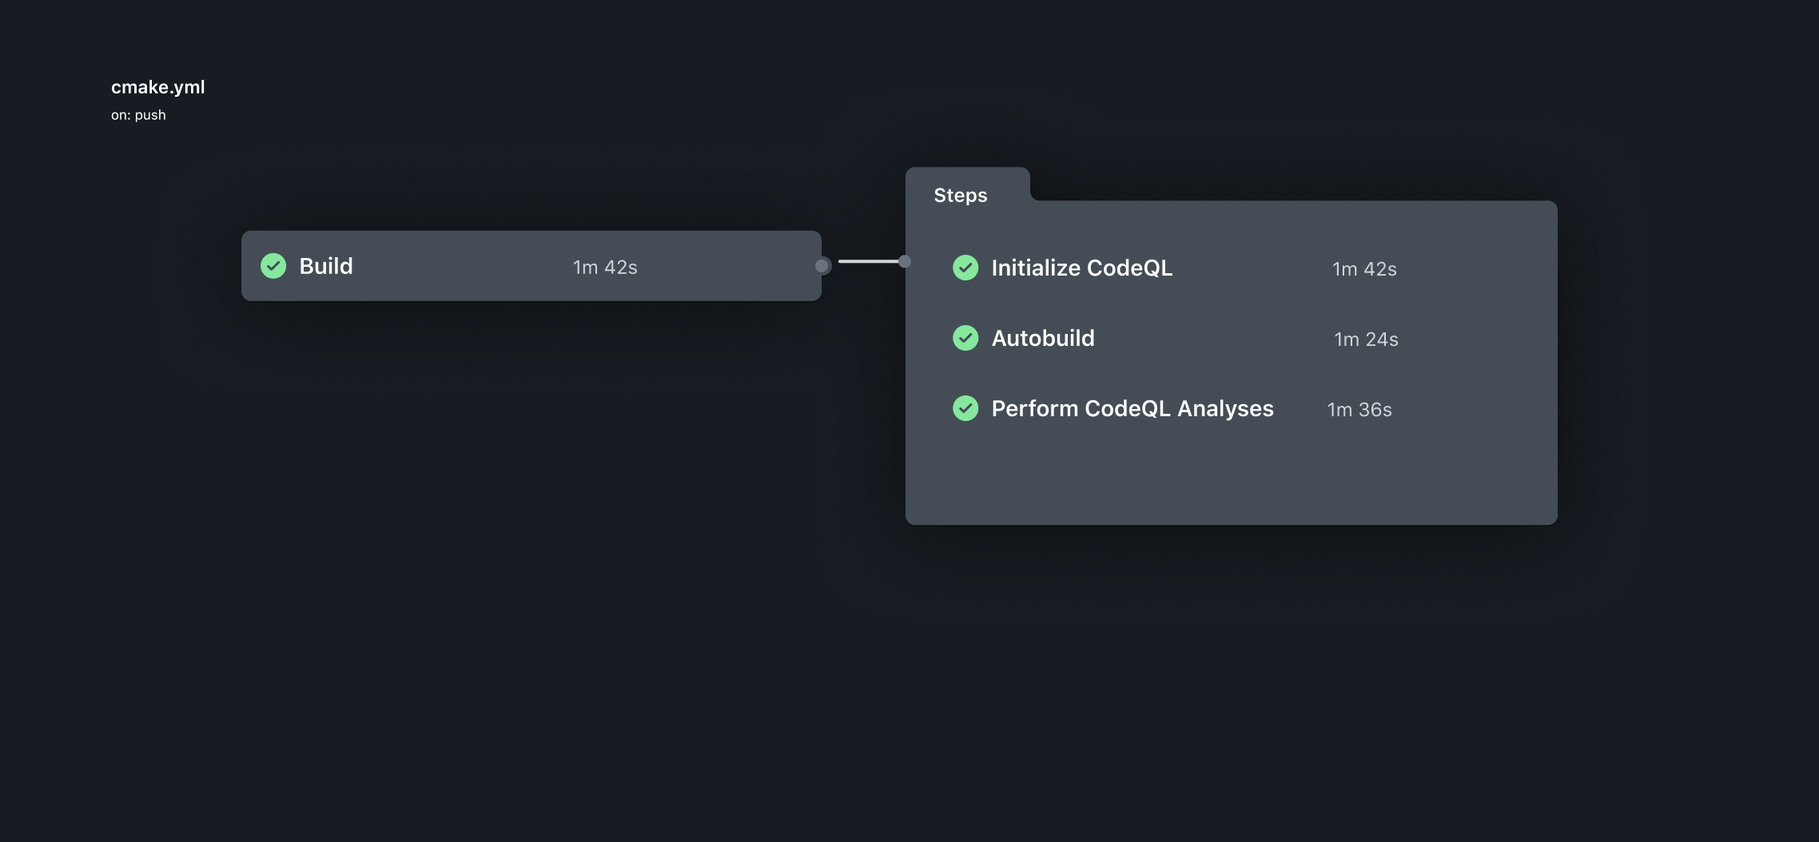 cmake.yml
on: push
Build 1m 42s
Steps
Initialize CodeQL 1m 42s
Autobuild 1m 24s
Perform CodeQL Analyses 1m 36s